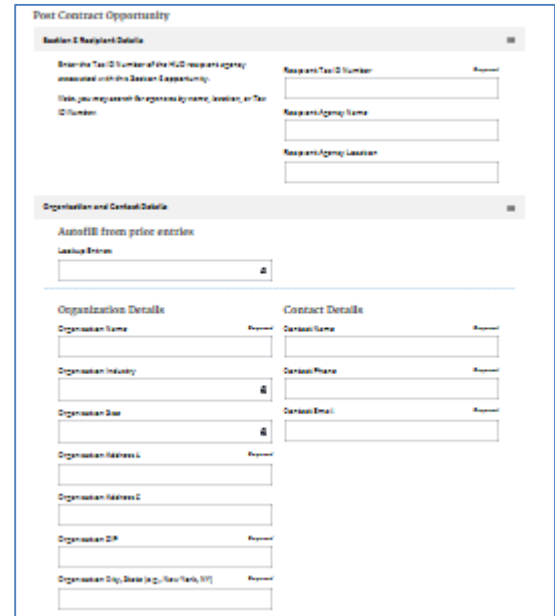 Post Contract Opportunity
Section 3 Recipient Details
Enter the Tax ID Number of the HUD recipient agency
associated with this Section 3 opportunity.
Note, you may search for agencies by name, location, or Tax
ID Number
Recipient Tax ID Number Required
Recipient Agency Name
Recipient Agency Location
Organization and Contact Details
Autofill from prior entries
Lookup Entries
Organization Details
Contact Details
Organization Name Required
Contact Name Required
Organization Industry
Contact Phone Required
Organization Size
Contact Email Required
Organization Address 1 Required
Organization Address 2
Organization ZIP Required
Organization City, State (e.g., New York, NY) Required